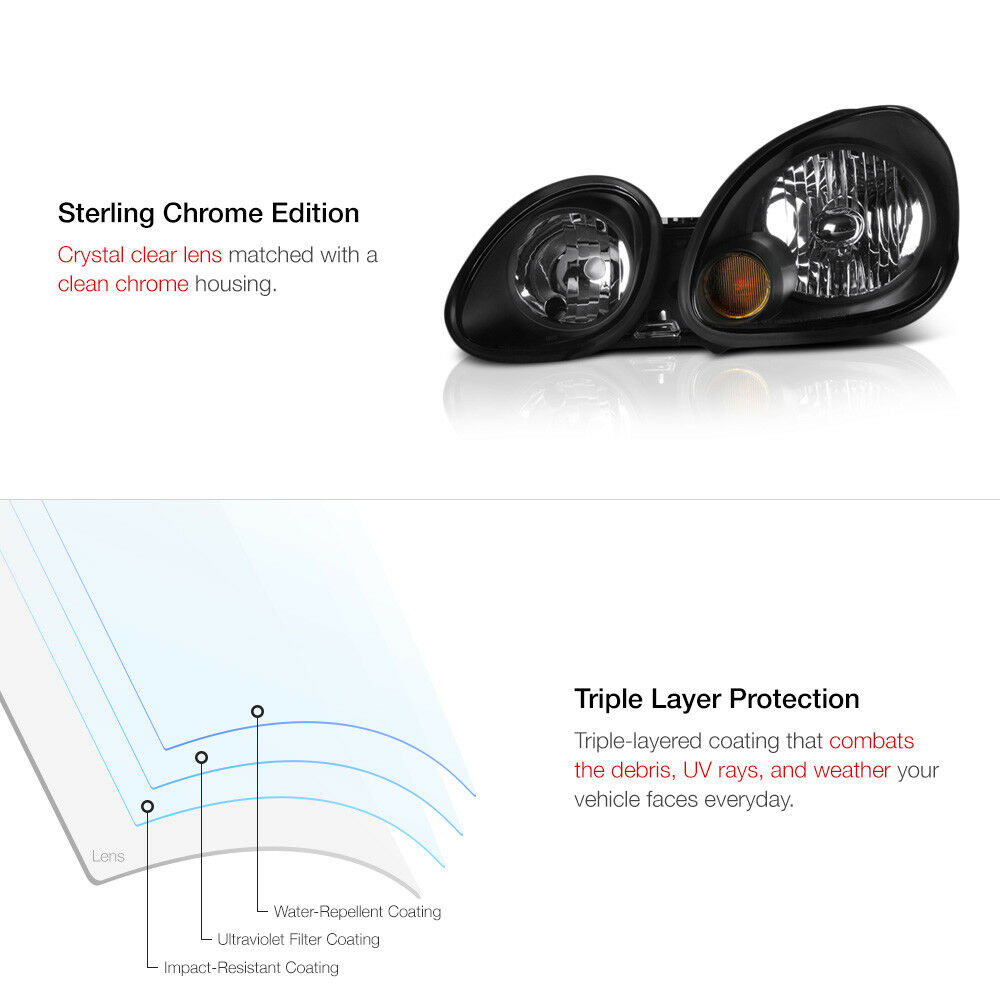 Sterling Chrome Edition
Crystal clear lens matched with a
clean chrome housing.
Triple Layer Protection
Triple-layered coating that combats
the debris, UV rays, and weather your
vehicle faces everyday.
Lens
Water-Repellent Coating
Ultraviolet Filter Coating
Impact-Resistant Coating